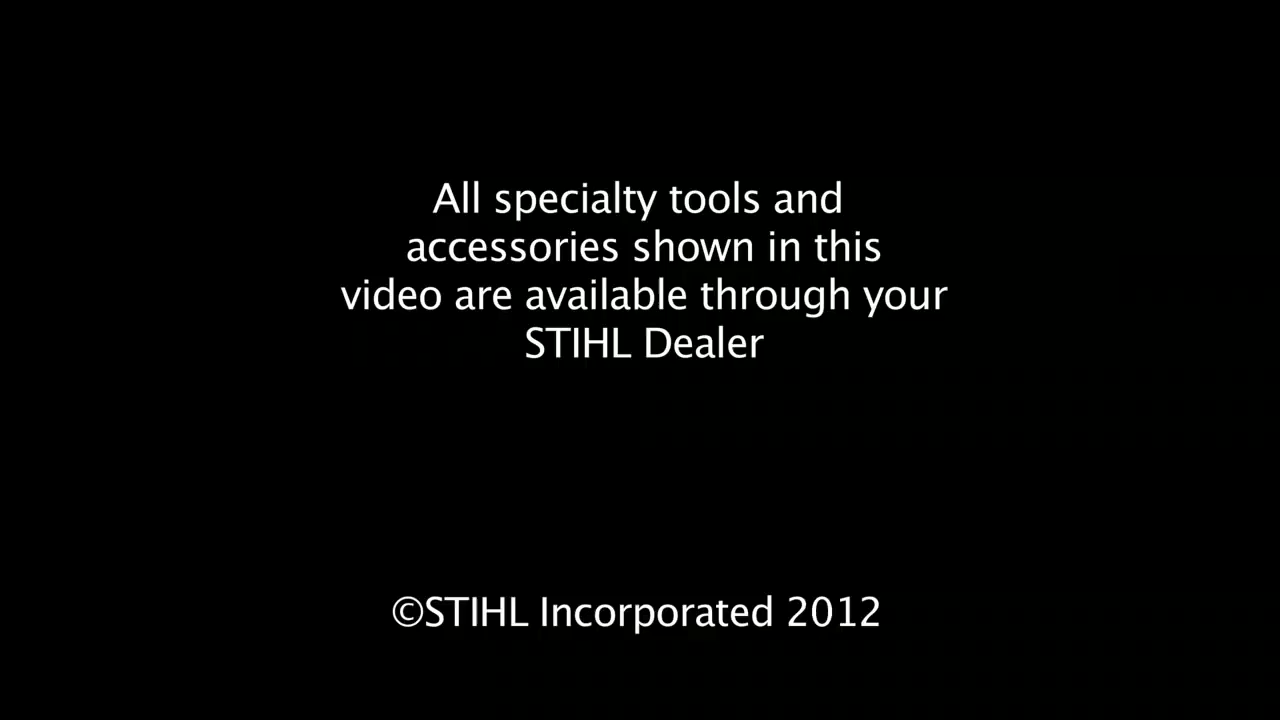 All specialty tools and
accessories shown in this
video are available through your
STIHL Dealer
©STIHL Incorporated 2012